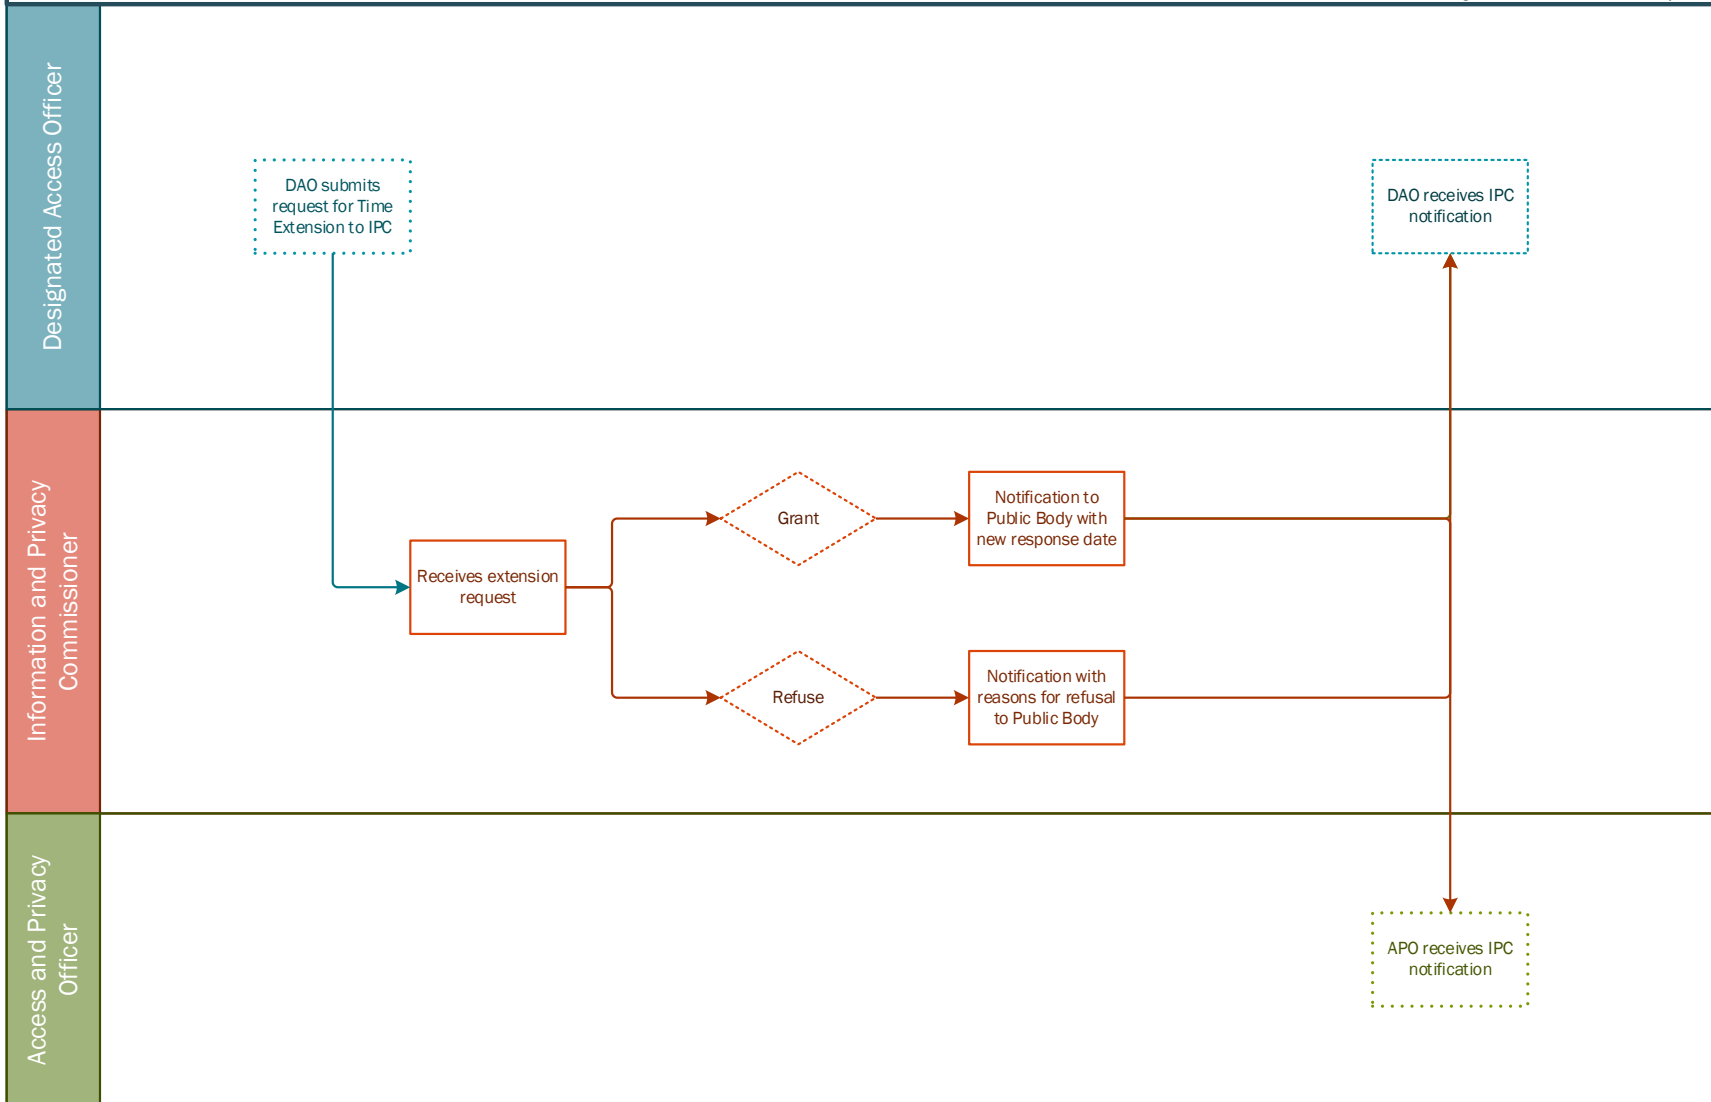 Designated Access Officer
DAO submits
request for Time
Extension to IPC
DAO receives IPC
notification
Information and Privacy
Commissioner
Receives extension
request
Grant
Notification to
Public Body with
new response date
Refuse
Notification with
reasons for refusal
to Public Body
Access and Privacy
Officer
APO receives IPC
notification